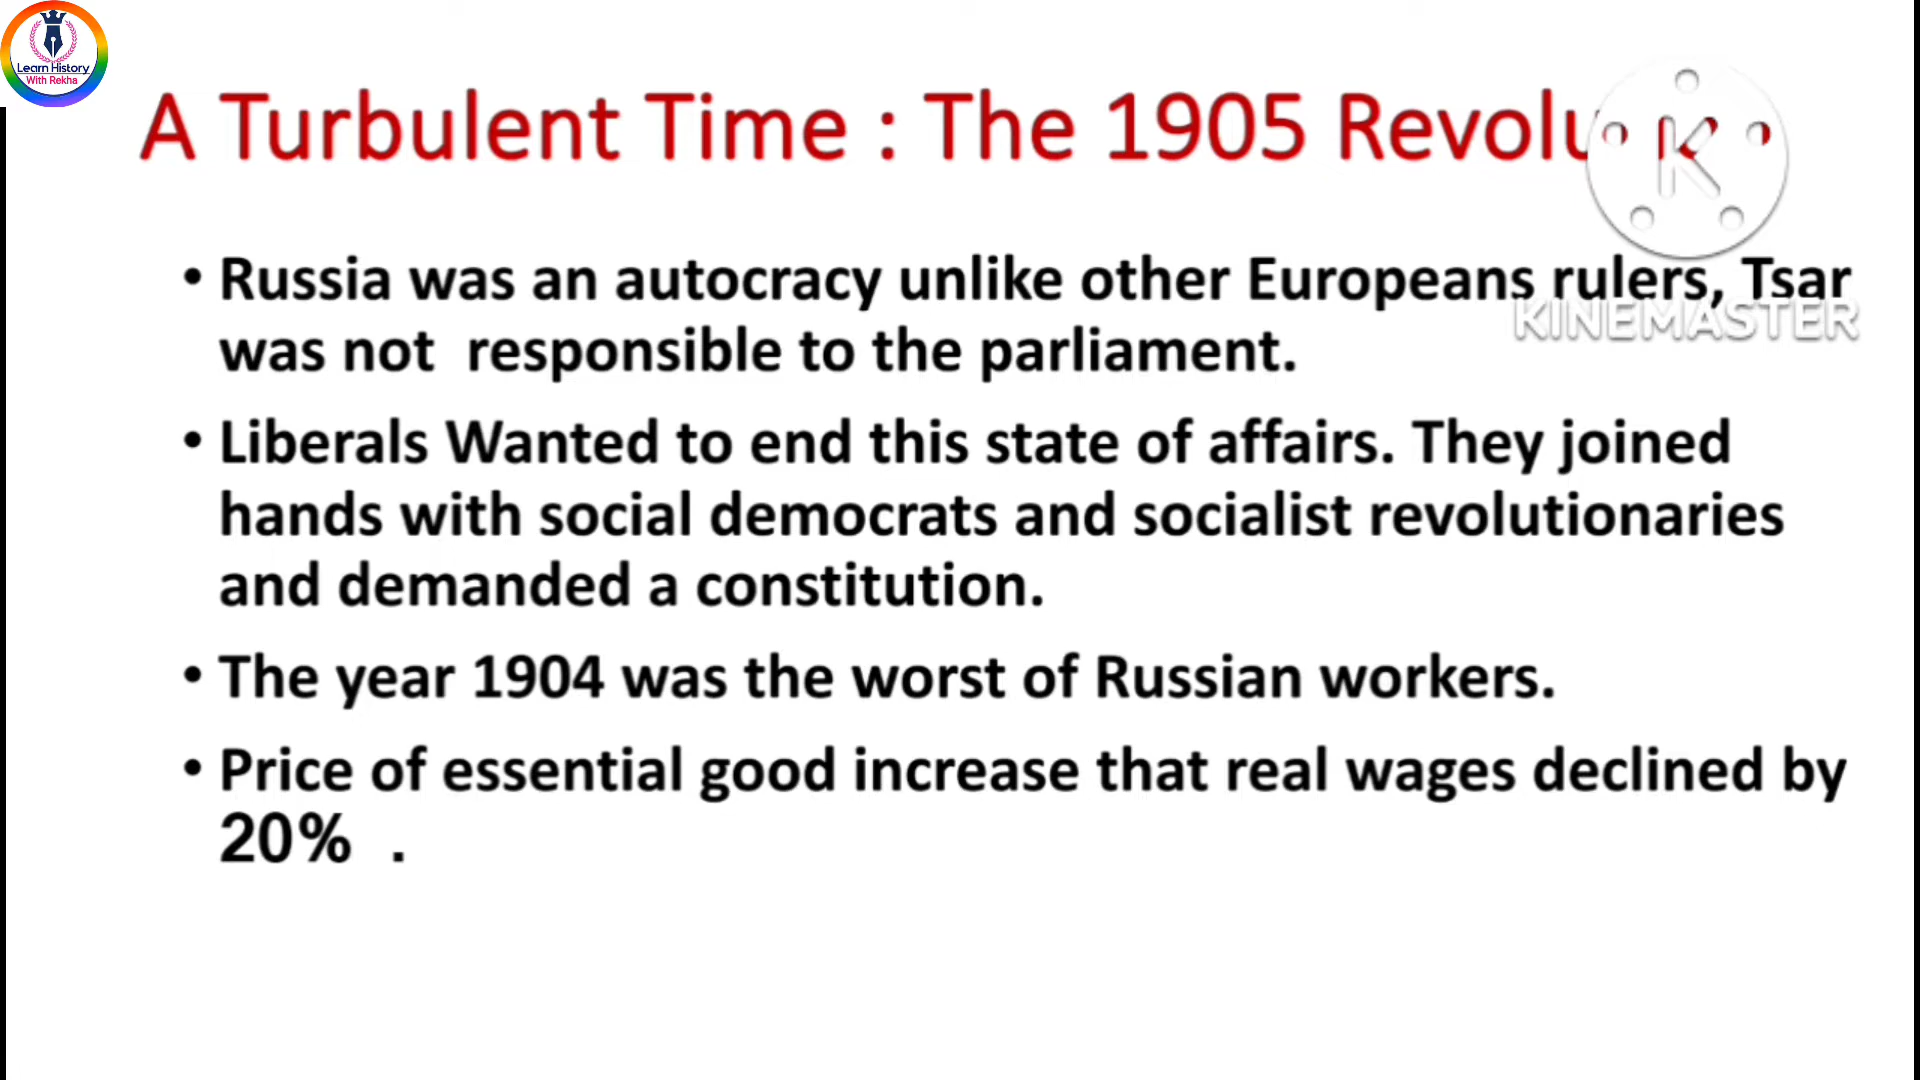 Learn History
With Rekha
A Turbulent Time : The 1905
Russia was an autocracy unlike other Europeans rulers, Tsar
KINEMASTER
was not responsible to the parliament.
Liberals Wanted to end this state of affairs. They joined
hands with social democrats and socialist revolutionaries
and demanded a constitution.
The year 1904 was the worst of Russian workers.
Price of essential good increase that real wages declined by
20% .